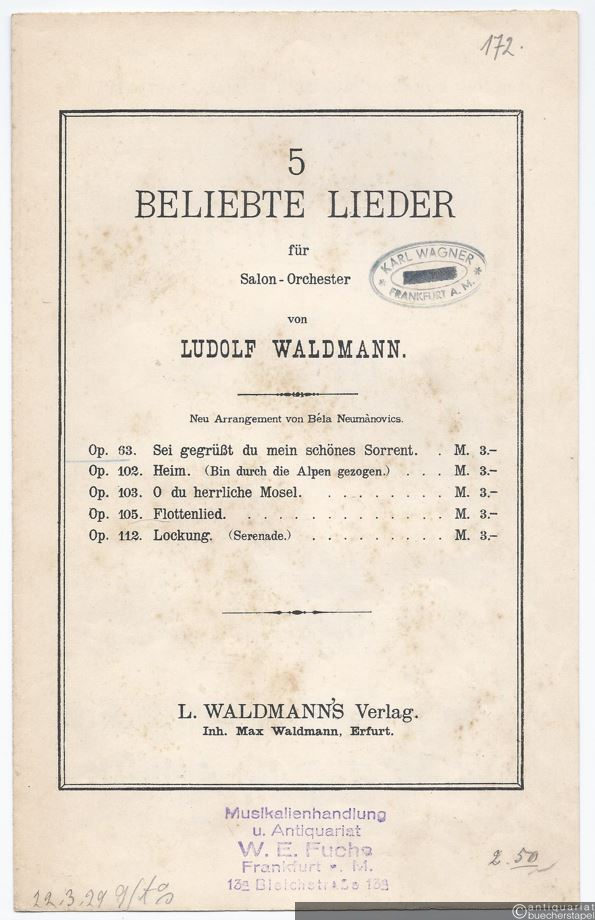 172.
5
BELIEBTE LIEDER
für
Salon-Orchester
KARL WAGNER
FRANKFURT A. M.
von
LUDOLF WALDMANN.
Neu Arrangement von Béla Neumànovics.
Op. 63. Sei gegrüßt du mein schönes Sorrent. . M. 3.-
Op. 102. Heim. (Bin durch die Alpen gezogen.) . . . M. 3.-
Op. 103. O du herrliche Mosel. . . . . . . . . M. 3.-
Op. 105. Flottenlied. . . . . . . . . . . . . M. 3.-
Op. 112. Lockung. (Serenade.) . . . . . . . . . M. 3.-
L. WALDMANN'S Verlag.
Inh. Max Waldmann, Erfurt.
Musikalienhandlung
u. Antiquariat
W. E. Fuchs
Frankfurt a. M.
13a Bleichstraße 13a
2.50
22.3.29
antiquariat
buecherstapel